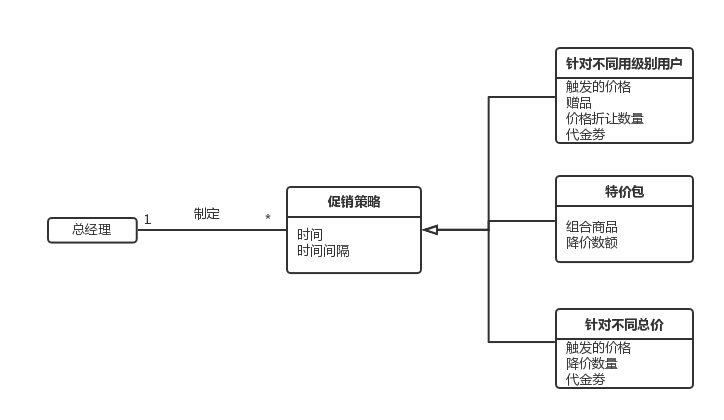 针对不同用级别用户
触发的价格
赠品
价格折让数量
代金劵
特价包
组合商品
降价数额
促销策略
时间
时间间隔
总经理
1
制定
*
针对不同总价
触发的价格
降价数量
代金劵